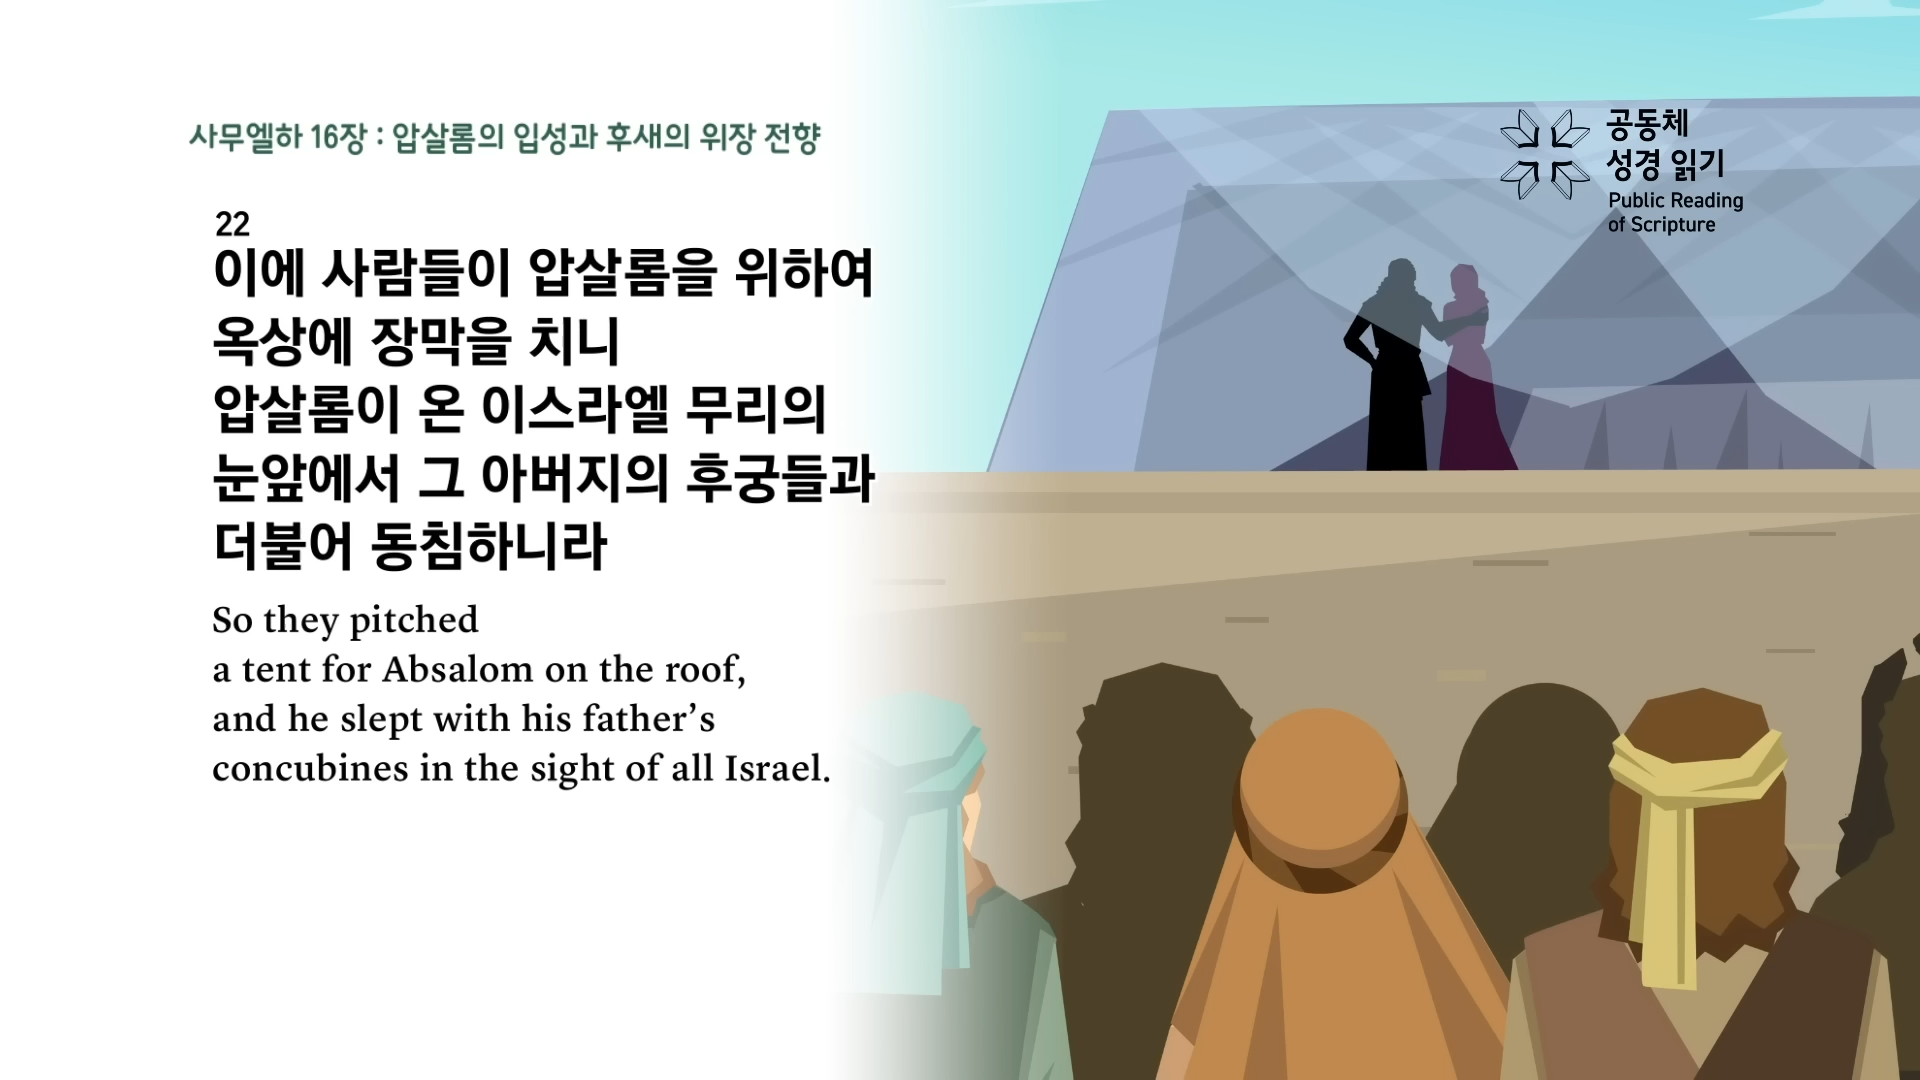 사무엘하 16장 : 압살롬의 입성과 후새의 위장 전향
22
이에 사람들이 압살롬을 위하여
옥상에 장막을 치니
압살롬이 온 이스라엘 무리의
눈앞에서 그 아버지의 후궁들과
더불어 동침하니라
So they pitched
a tent for Absalom on the roof,
and he slept with his father’s
concubines in the sight of all Israel.
공동체
성경 읽기
Public Reading
of Scripture